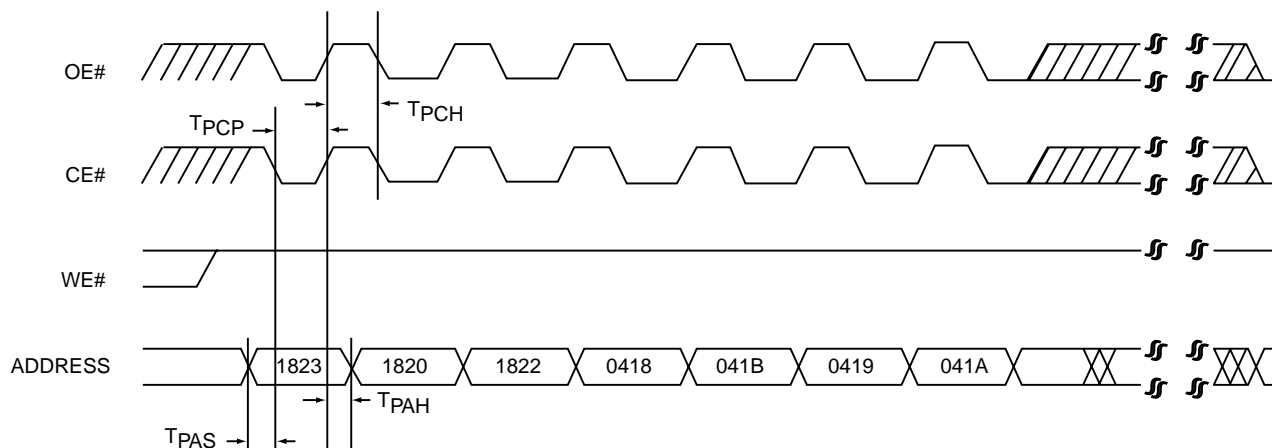 OE#
TPCH
TPCP
CE#
WE#
ADDRESS 1823 1820 1822 0418 041B 0419 041A
TPAH
TPAS